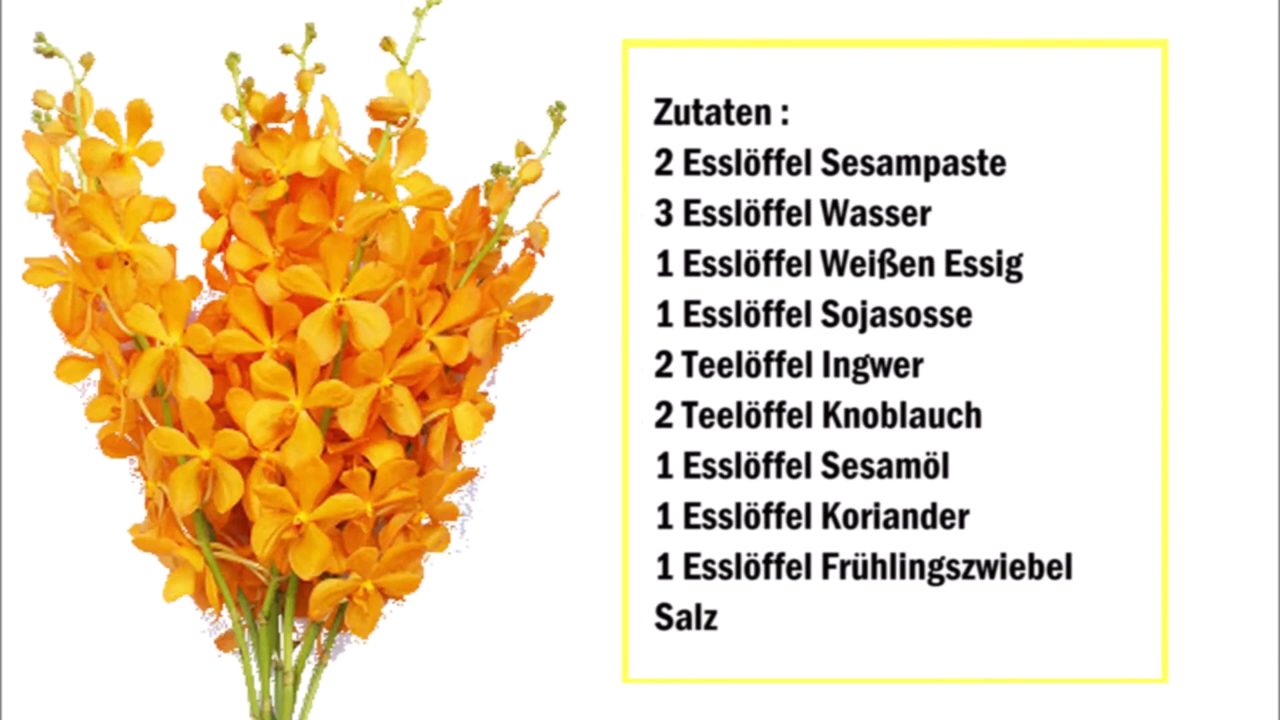 Zutaten :
2 Esslöffel Sesampaste
3 Esslöffel Wasser
1 Esslöffel Weißen Essig
1 Esslöffel Sojasosse
2 Teelöffel Ingwer
2 Teelöffel Knoblauch
1 Esslöffel Sesamöl
1 Esslöffel Koriander
1 Esslöffel Frühlingszwiebel
Salz